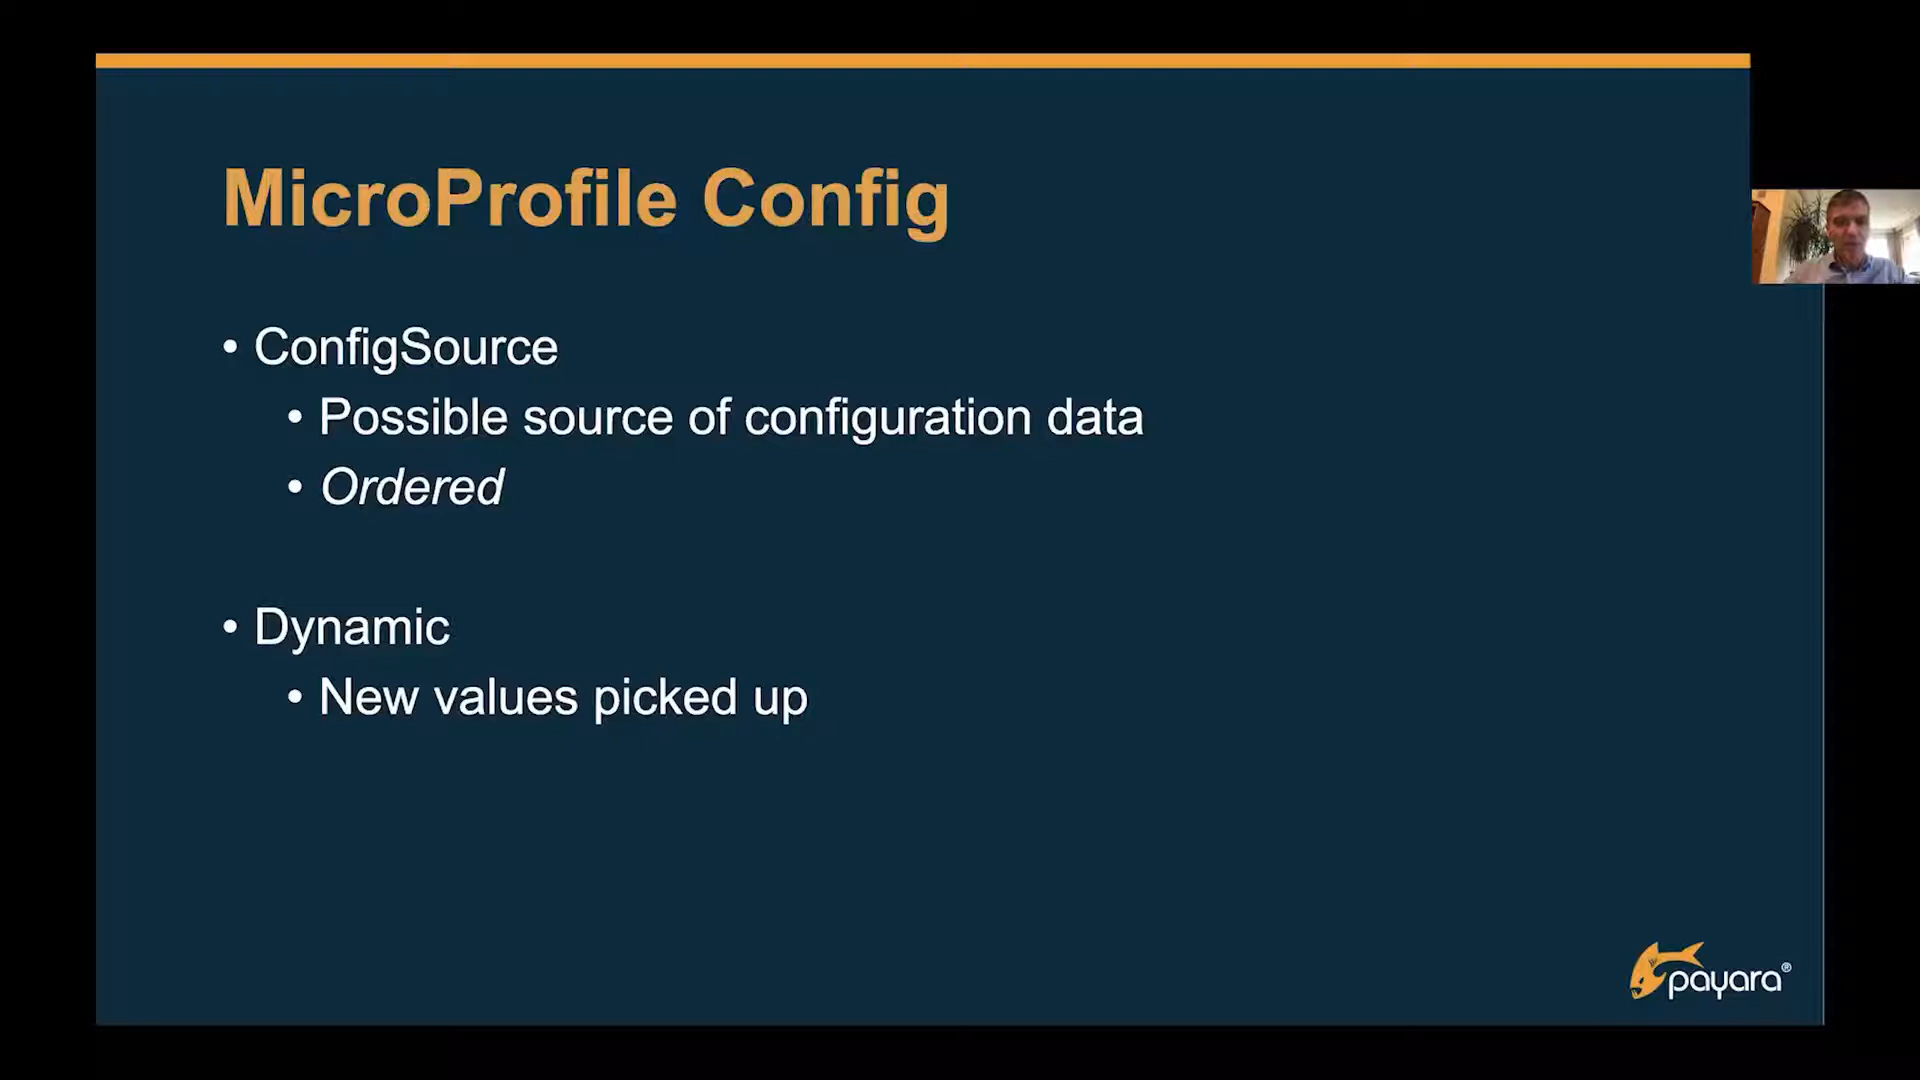 MicroProfile Config
• ConfigSource
• Possible source of configuration data
• Ordered
• Dynamic
• New values picked up
payara®